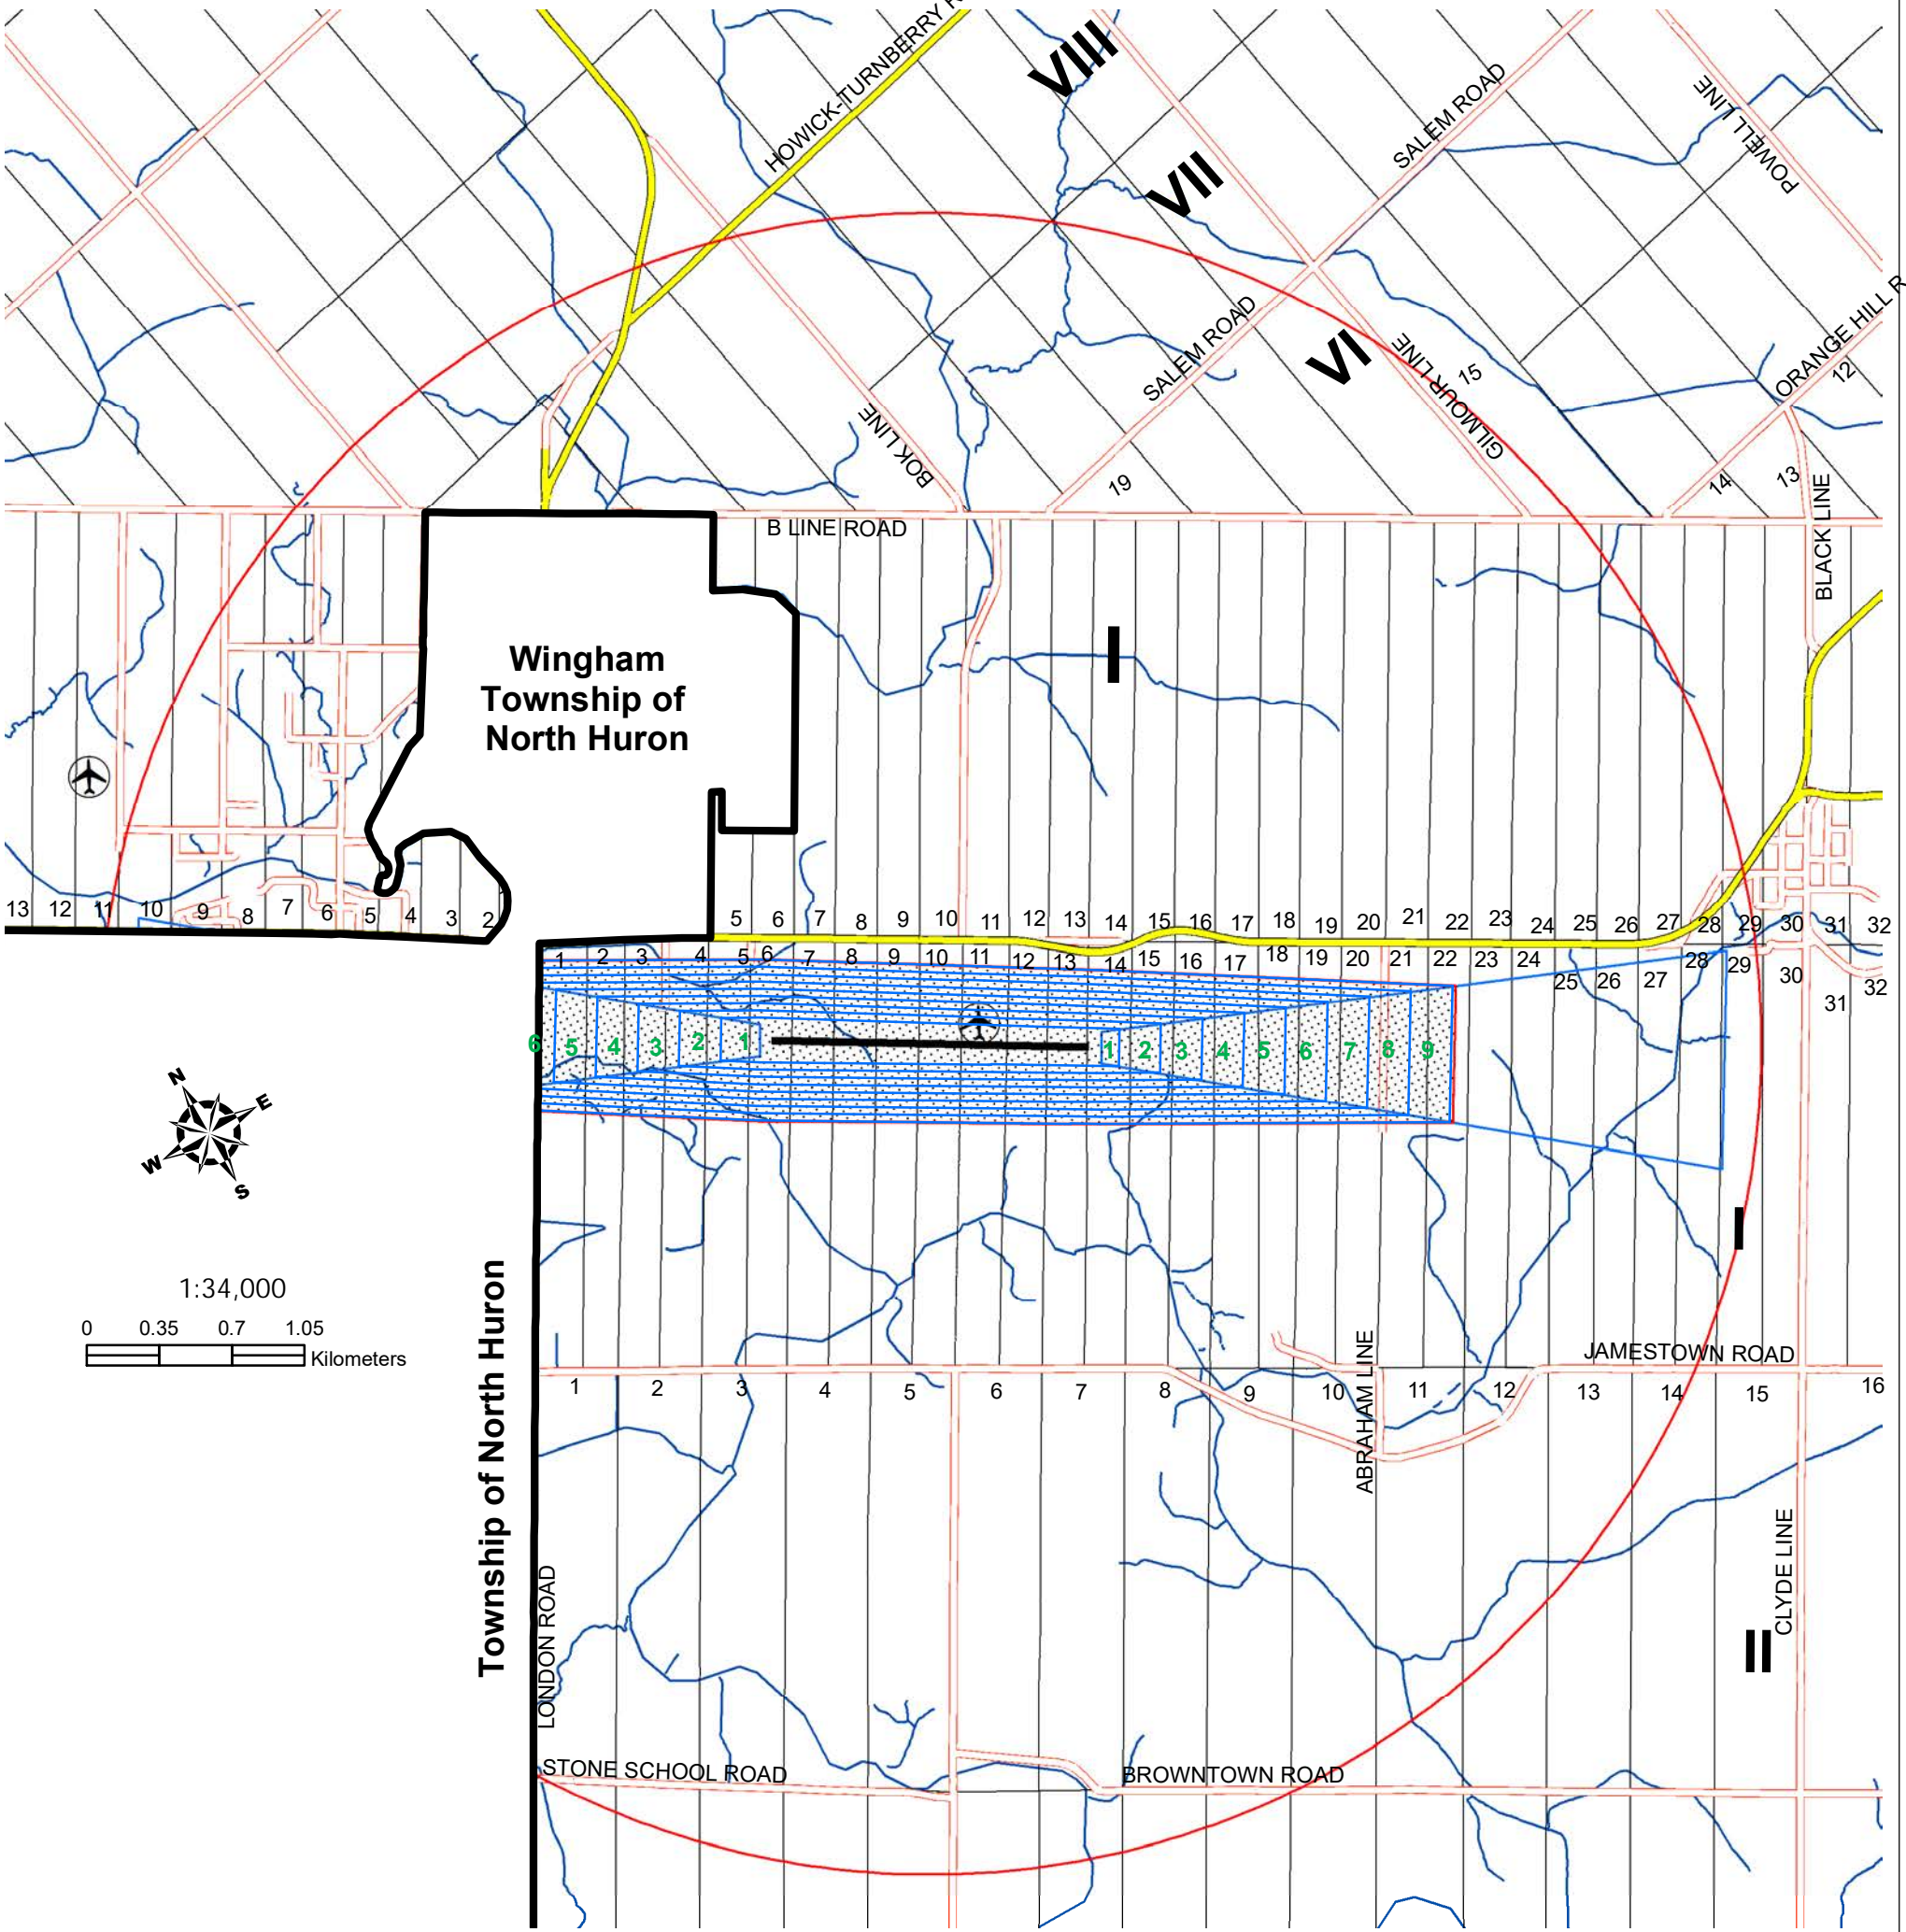 HOWICK-TURNBERRY R
VIIII
VII
VI
SALEM ROAD
POWELL LINE
SALEM ROAD
GILMOUR LINE
15
ORANGE HILL R
12
BOK LINE
19
14
13
B LINE ROAD
BLACK LINE
Wingham
Township of
North Huron
I
13 12 11 10 9 8 7 6 5 4 3 2
5 6 7 8 9 10 11 12 13 14 15 16 17 18 19 20 21 22 23 24 25 26 27 28 29 30 31 32
1 2 3 4 5 6 7 8 9 10 11 12 13 14 15 16 17 18 19 20 21 22 23 24 25 26 27 28 29 30 31 32
6 5 4 3 2 1
1 2 3 4 5 6 7 8 9
N
E
W
S
I
1:34,000
0 0.35 0.7 1.05
Kilometers
Township of North Huron
JAMESTOWN ROAD
1 2 3 4 5 6 7 8 9 10 11 12 13 14 15 16
ABRAHAM LINE
CLYDE LINE
II
LONDON ROAD
STONE SCHOOL ROAD
BROWNTOWN ROAD